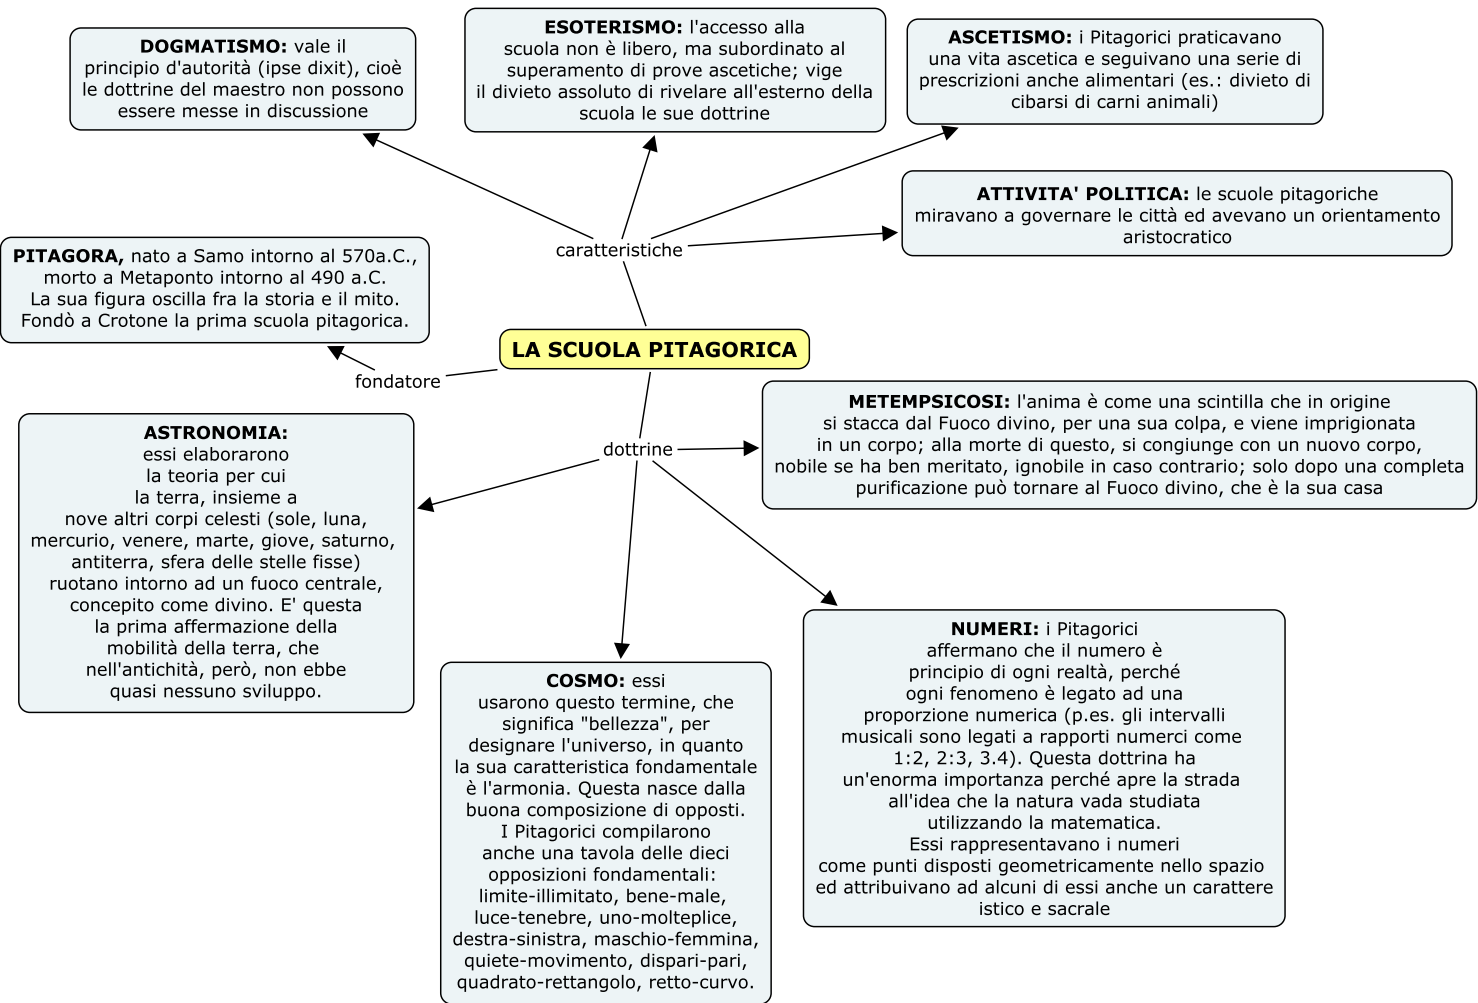 DOGMATISMO: vale il
principio d'autorità (ipse dixit), cioè
le dottrine del maestro non possono
essere messe in discussione
ESOTERISMO: l'accesso alla
scuola non è libero, ma subordinato al
superamento di prove ascetiche; vige
il divieto assoluto di rivelare all'esterno della
scuola le sue dottrine
ASCETISMO: i Pitagorici praticavano
una vita ascetica e seguivano una serie di
prescrizioni anche alimentari (es.: divieto di
cibarsi di carni animali)
ATTIVITA' POLITICA: le scuole pitagoriche
miravano a governare le città ed avevano un orientamento
aristocratico
caratteristiche
PITAGORA, nato a Samo intorno al 570a.C.,
morto a Metaponto intorno al 490 a.C.
La sua figura oscilla fra la storia e il mito.
Fondò a Crotone la prima scuola pitagorica.
LA SCUOLA PITAGORICA
fondatore
dottrine
METEMPSICOSI: l'anima è come una scintilla che in origine
si stacca dal Fuoco divino, per una sua colpa, e viene imprigionata
in un corpo; alla morte di questo, si congiunge con un nuovo corpo,
nobile se ha ben meritato, ignobile in caso contrario; solo dopo una completa
purificazione può tornare al Fuoco divino, che è la sua casa
ASTRONOMIA:
essi elaborarono
la teoria per cui
la terra, insieme a
nove altri corpi celesti (sole, luna,
mercurio, venere, marte, giove, saturno,
antiterra, sfera delle stelle fisse)
ruotano intorno ad un fuoco centrale,
concepito come divino. E' questa
la prima affermazione della
mobilità della terra, che
nell'antichità, però, non ebbe
quasi nessuno sviluppo.
COSMO: essi
usarono questo termine, che
significa "bellezza", per
designare l'universo, in quanto
la sua caratteristica fondamentale
è l'armonia. Questa nasce dalla
buona composizione di opposti.
I Pitagorici compilarono
anche una tavola delle dieci
opposizioni fondamentali:
limite-illimitato, bene-male,
luce-tenebre, uno-molteplice,
destra-sinistra, maschio-femmina,
quiete-movimento, dispari-pari,
quadrato-rettangolo, retto-curvo.
NUMERI: i Pitagorici
affermano che il numero è
principio di ogni realtà, perché
ogni fenomeno è legato ad una
proporzione numerica (p.es. gli intervalli
musicali sono legati a rapporti numerci come
1:2, 2:3, 3.4). Questa dottrina ha
un'enorma importanza perché apre la strada
all'idea che la natura vada studiata
utilizzando la matematica.
Essi rappresentavano i numeri
come punti disposti geometricamente nello spazio
ed attribuivano ad alcuni di essi anche un carattere
istico e sacrale